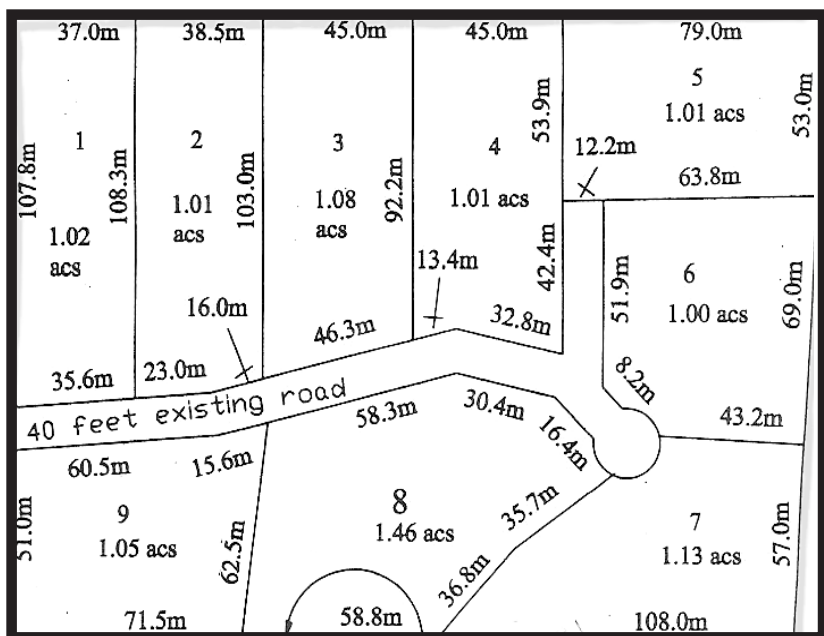 37.0m
38.5m
45.0m
45.0m
79.0m
107.8m
1
1.02
acs
108.3m
2
1.01
acs
103.0m
3
1.08
acs
92.2m
4
1.01 acs
53.9m
42.4m
5
1.01 acs
53.0m
12.2m
63.8m
6
1.00 acs
51.9m
69.0m
8.2m
43.2m
13.4m
32.8m
16.0m
46.3m
35.6m
23.0m
40 feet existing road
60.5m
15.6m
58.3m
30.4m
16.4m
51.0m
9
1.05 acs
62.5m
71.5m
8
1.46 acs
35.7m
36.8m
58.8m
7
1.13 acs
57.0m
108.0m